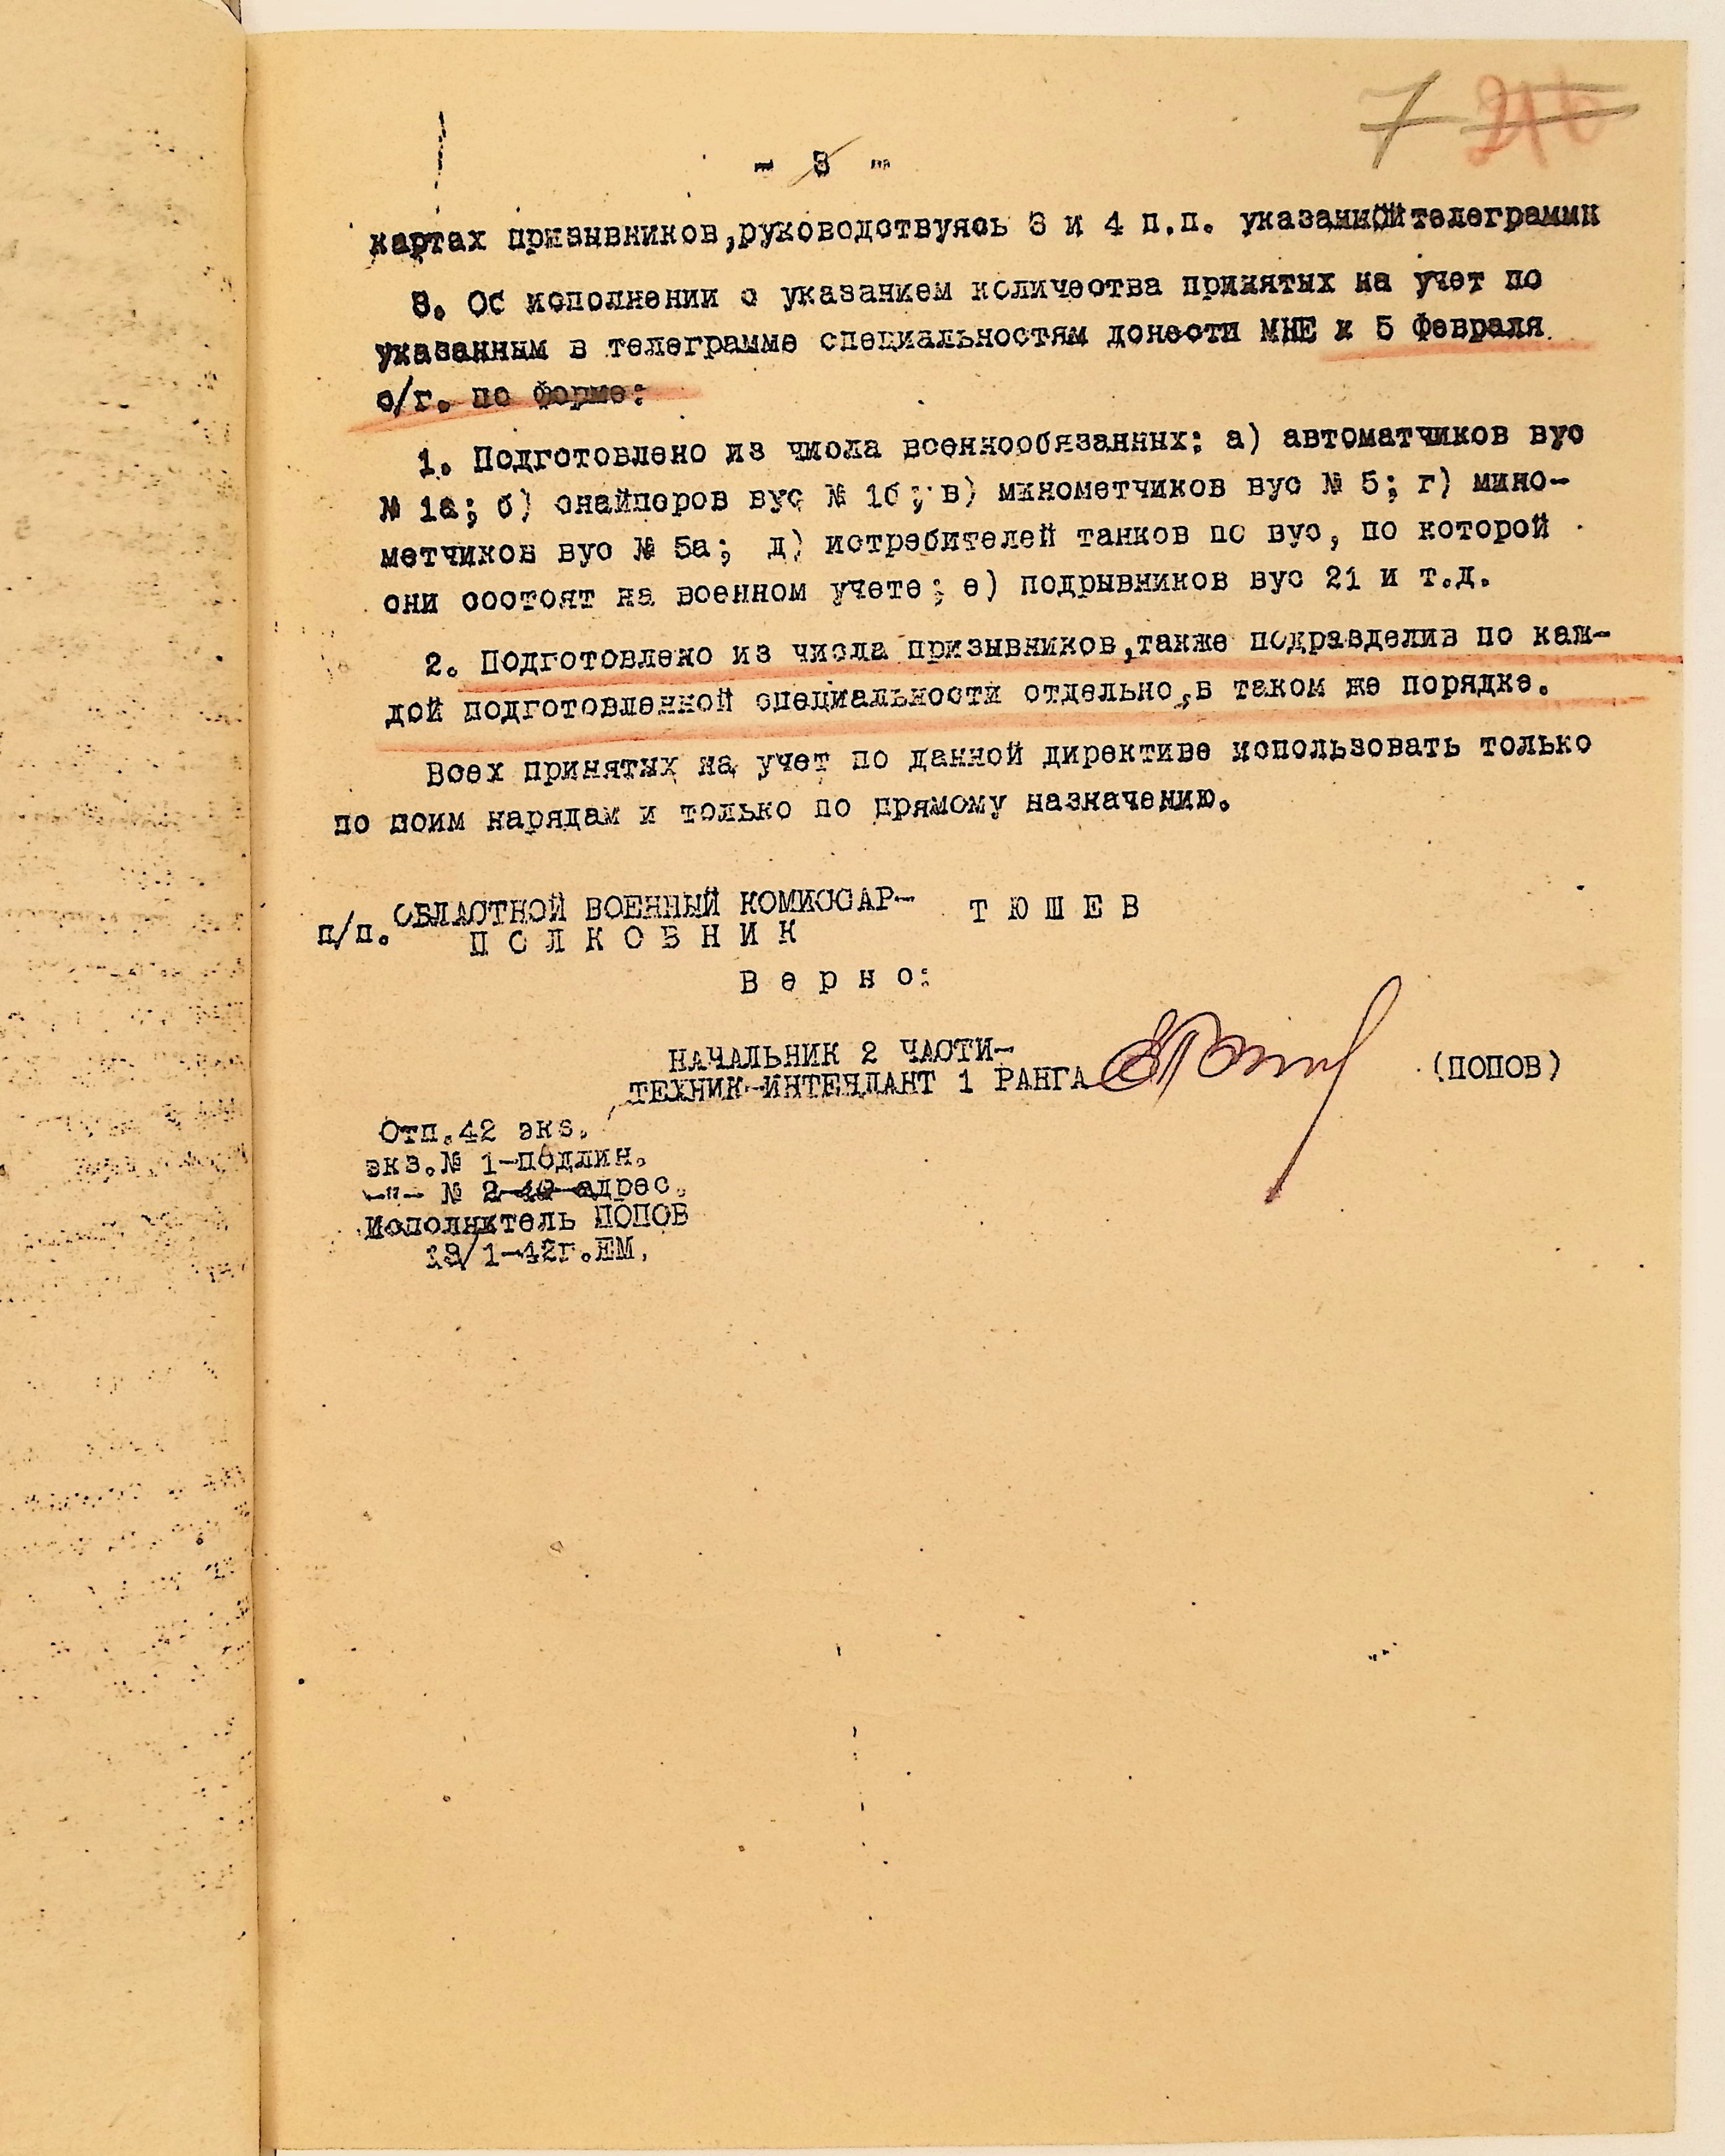 7
- 3 -
картах призывников,руководствуясь 3 и 4 п.п. указанной телеграммы
3. Об исполнении с указанием количества принятых на учет по
указанным в телеграмме специальностям донести МНЕ к 5 февраля
с/г. по форме:
1. Подготовлено из числа военнообязанных: а) автоматчиков вус
№ 1а; б) снайперов вус № 1б; в) минометчиков вус № 5; г) мино-
метчиков вус № 5а; д) истребителей танков по вус, по которой
они состоят на военном учете; е) подрывников вус 21 и т.д.
2. Подготовлено из числа призывников,также подразделив по каж-
дой подготовленной специальности отдельно,в таком же порядке.
Всех принятых на учет по данной директиве использовать только
по моим нарядам и только по прямому назначению.
п/п. ОБЛАСТНОЙ ВОЕННЫЙ КОМИССАР- Т Ю Ш Е В
П О Л К О В Н И К
В е р н о:
НАЧАЛЬНИК 2 ЧАСТИ-
ТЕХНИК-ИНТЕНДАНТ 1 РАНГА (ПОПОВ)
Отп.42 экз.
экз.№ 1-подлин.
-"- № 2-42-адрес.
Исполнитель ПОПОВ
13/1-42г.ЕМ.